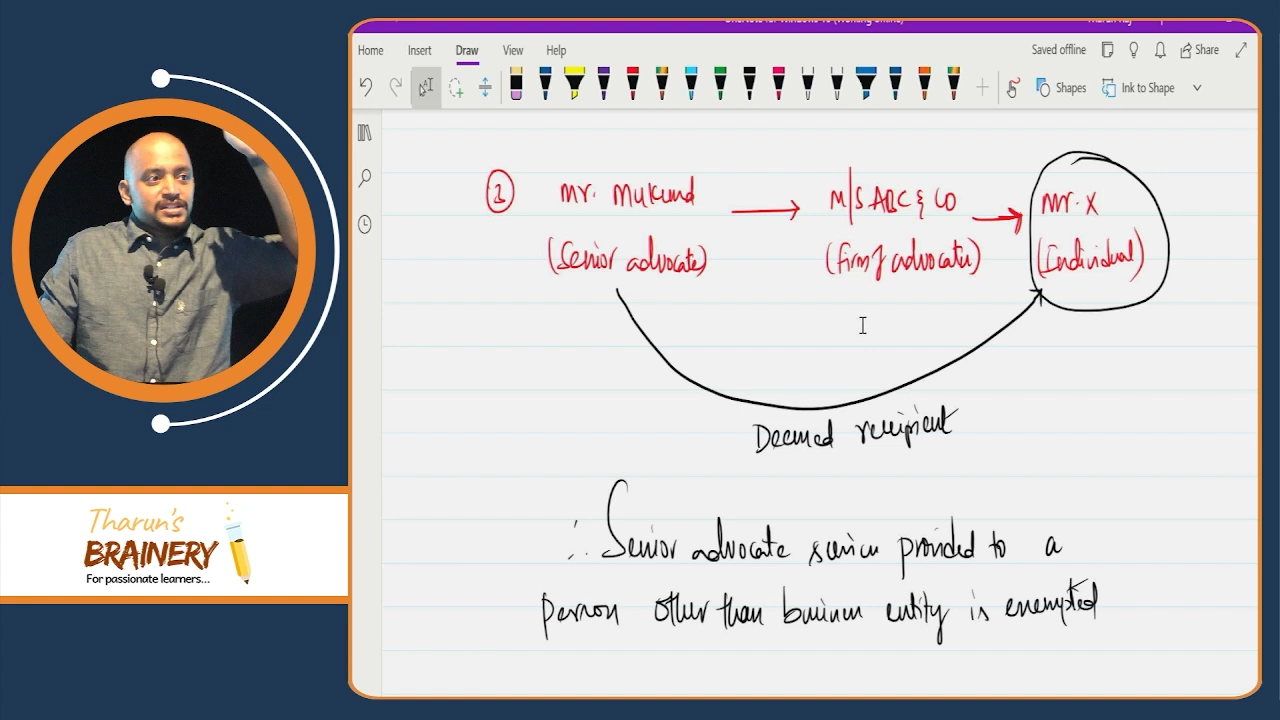 Home Insert Draw View Help Saved offline Share
Shapes Ink to Shape
② Mr. Mukund → M/S ABC & CO → Mr. X
(Senior advocate) (firm of advocate) (Individual)
Deemed recipient
∴ Senior advocate service provided to a
person other than business entity is exempted
Tharun's
BRAINERY
For passionate learners...